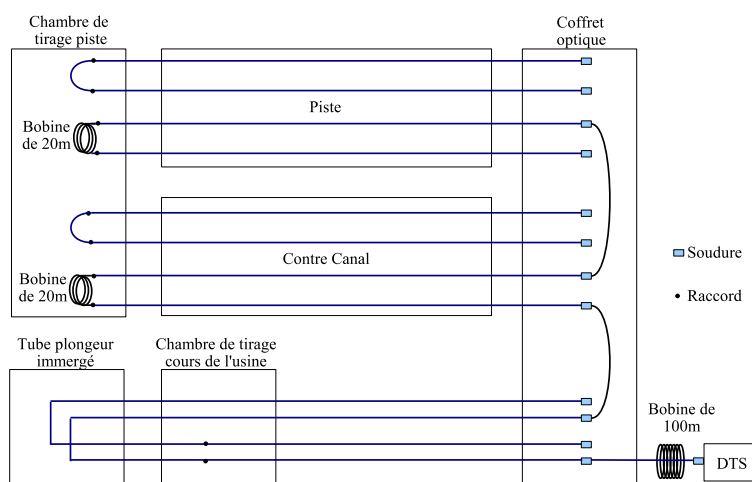 Chambre de
tirage piste
Coffret
optique
Piste
Bobine
de 20m
Contre Canal
Soudure
Bobine
de 20m
Raccord
Tube plongeur
immergé
Chambre de tirage
cours de l'usine
Bobine de
100m
DTS